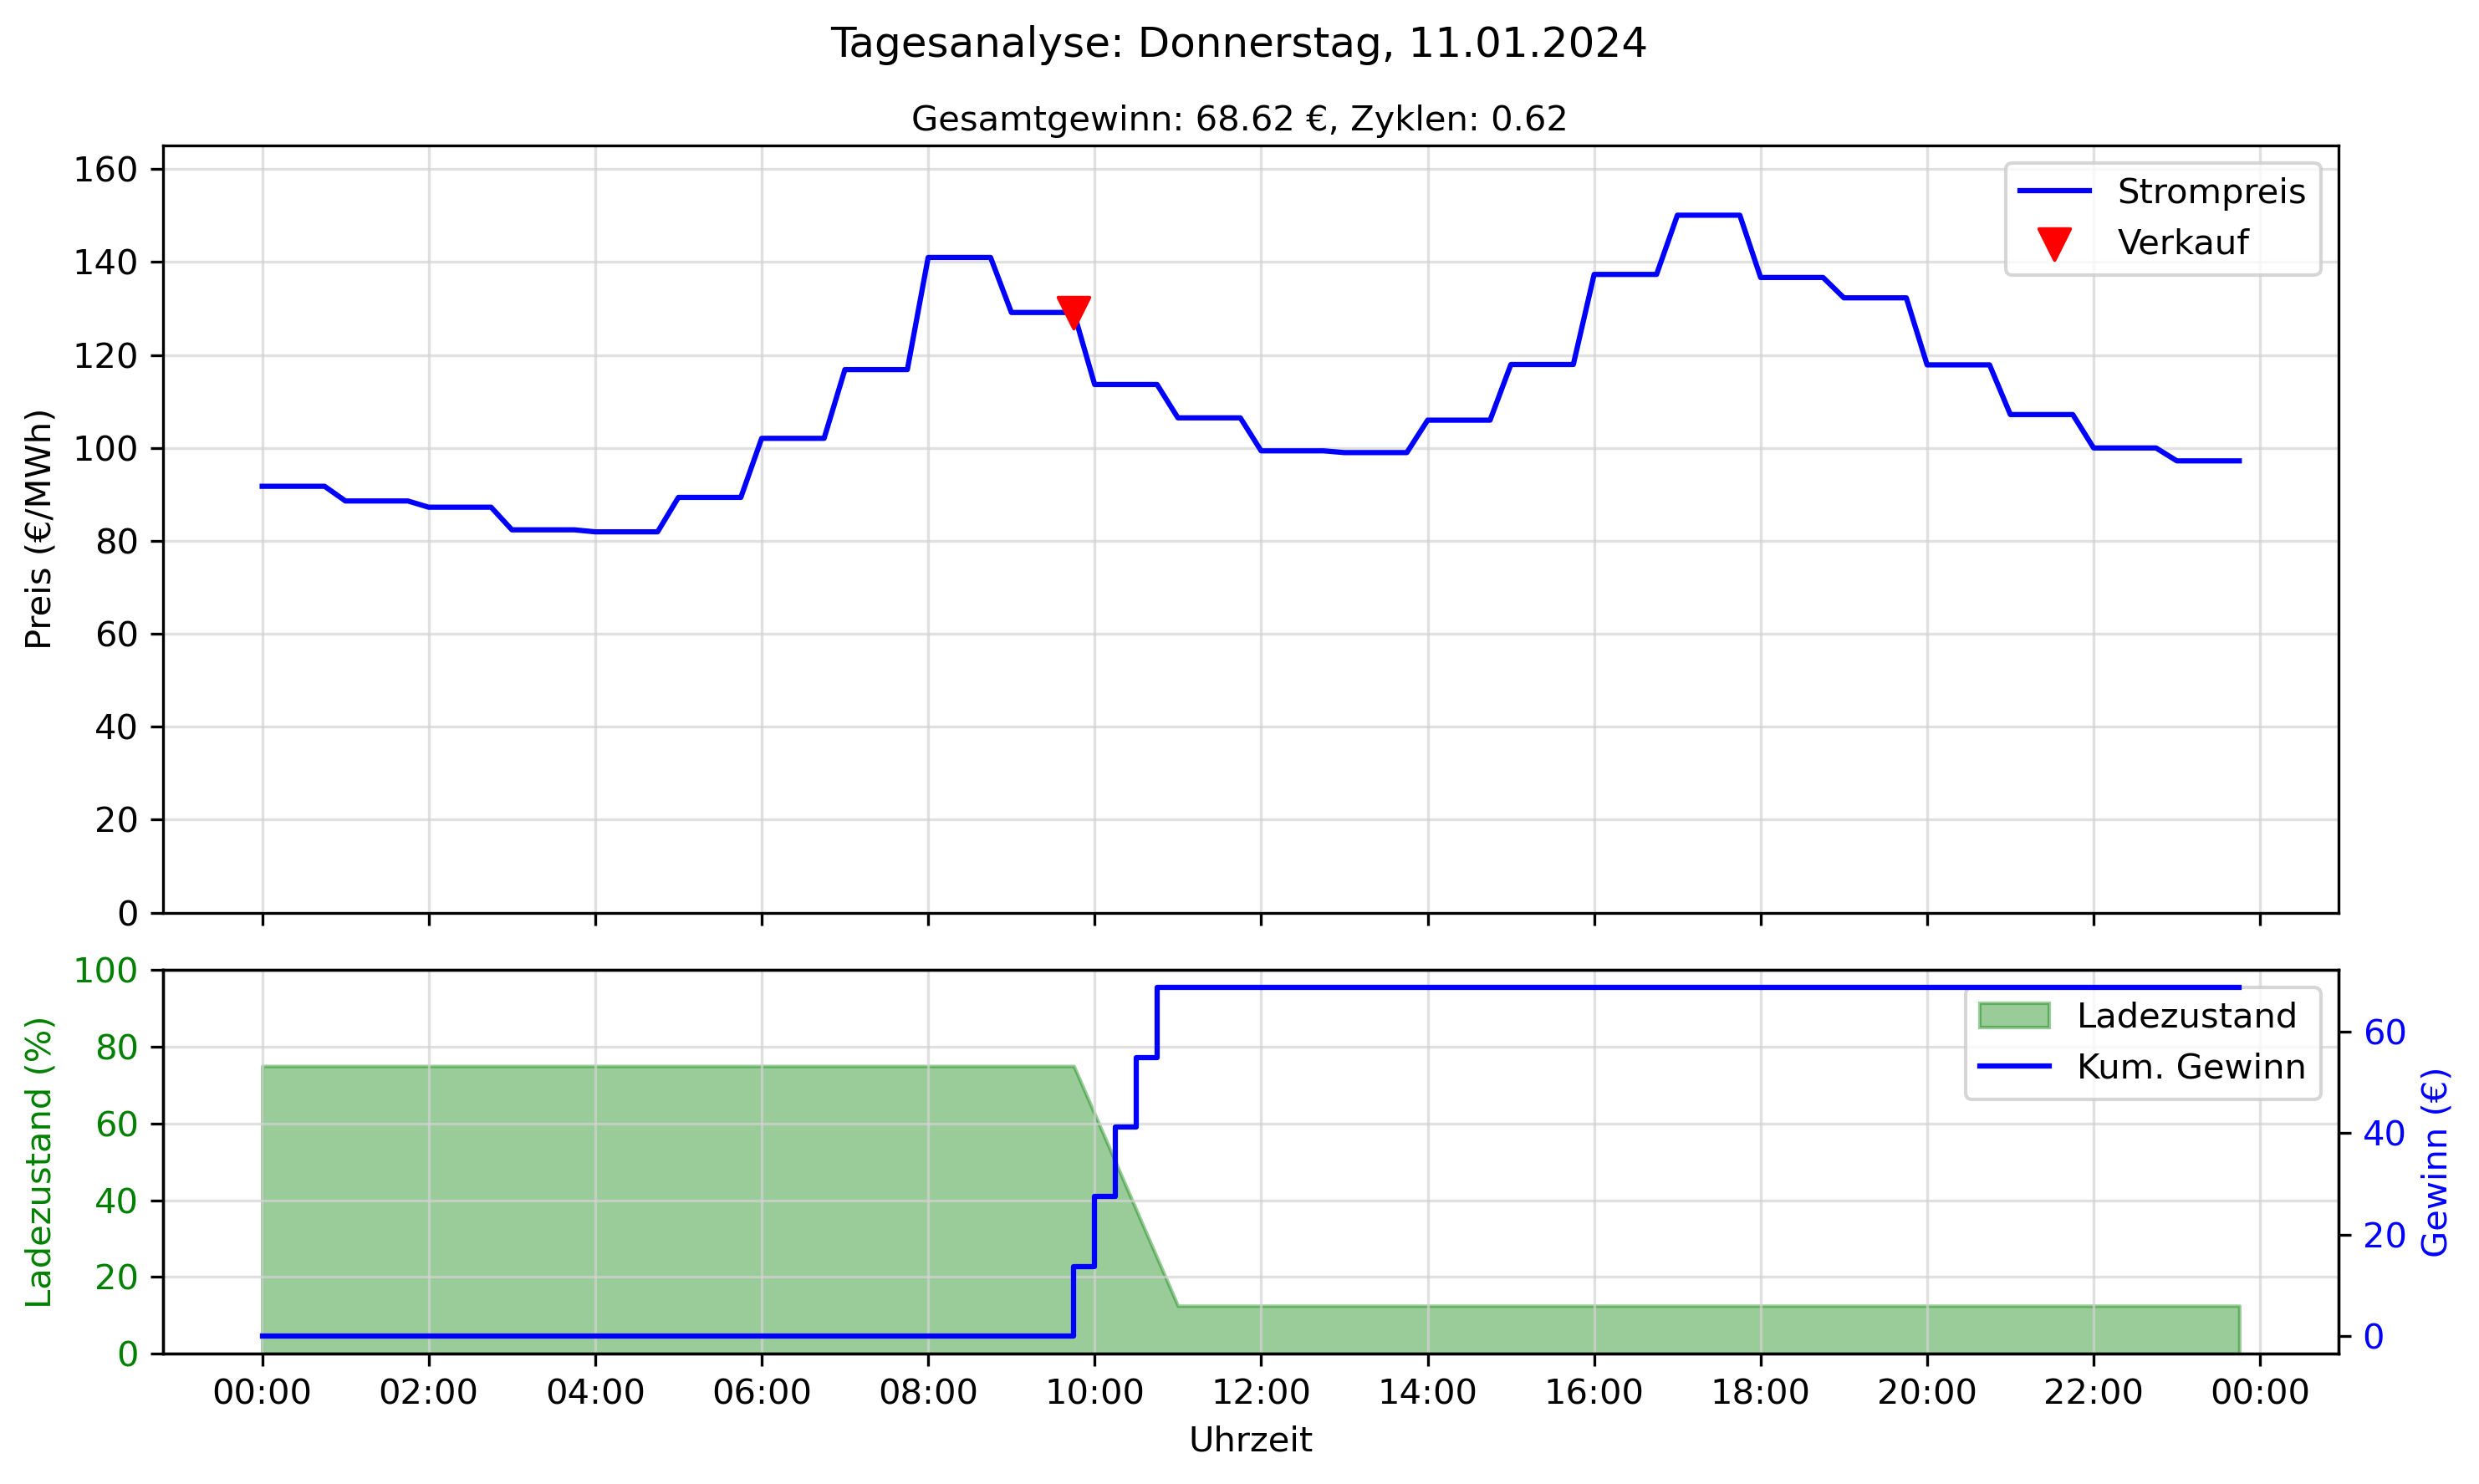 Tagesanalyse: Donnerstag, 11.01.2024
Gesamtgewinn: 68.62 €, Zyklen: 0.62
Preis (€/MWh)
160
140
120
100
80
60
40
20
0
Strompreis
Verkauf
Ladezustand (%)
100
80
60
40
20
0
Ladezustand
Kum. Gewinn
60
40
20
0
Gewinn (€)
00:00 02:00 04:00 06:00 08:00 10:00 12:00 14:00 16:00 18:00 20:00 22:00 00:00
Uhrzeit